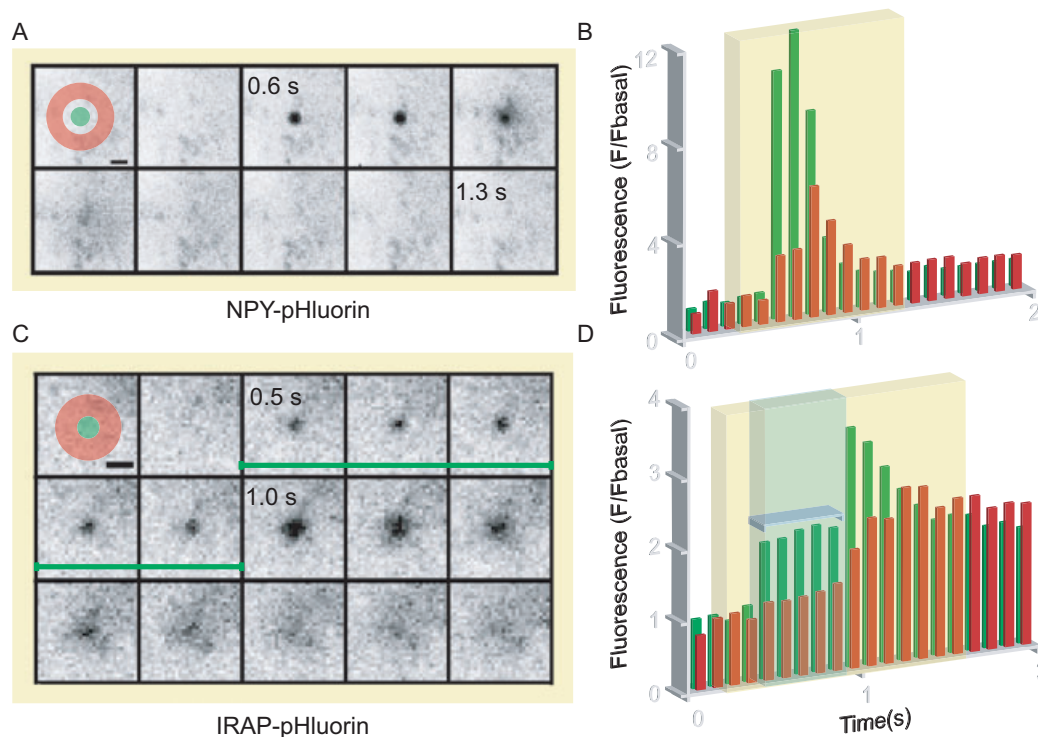 A
0.6 s
1.3 s
NPY-pHluorin
B
Fluorescence (F/Fbasal)
12
8
4
0
0
1
2
C
0.5 s
1.0 s
IRAP-pHluorin
D
Fluorescence (F/Fbasal)
4
3
2
1
0
0
1
Time(s)